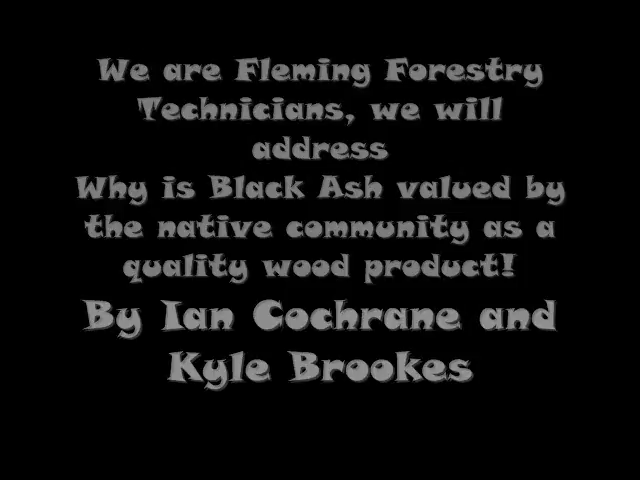 We are Fleming Forestry
Technicians, we will
address
Why is Black Ash valued by
the native community as a
quality wood product!
By Ian Cochrane and
Kyle Brookes